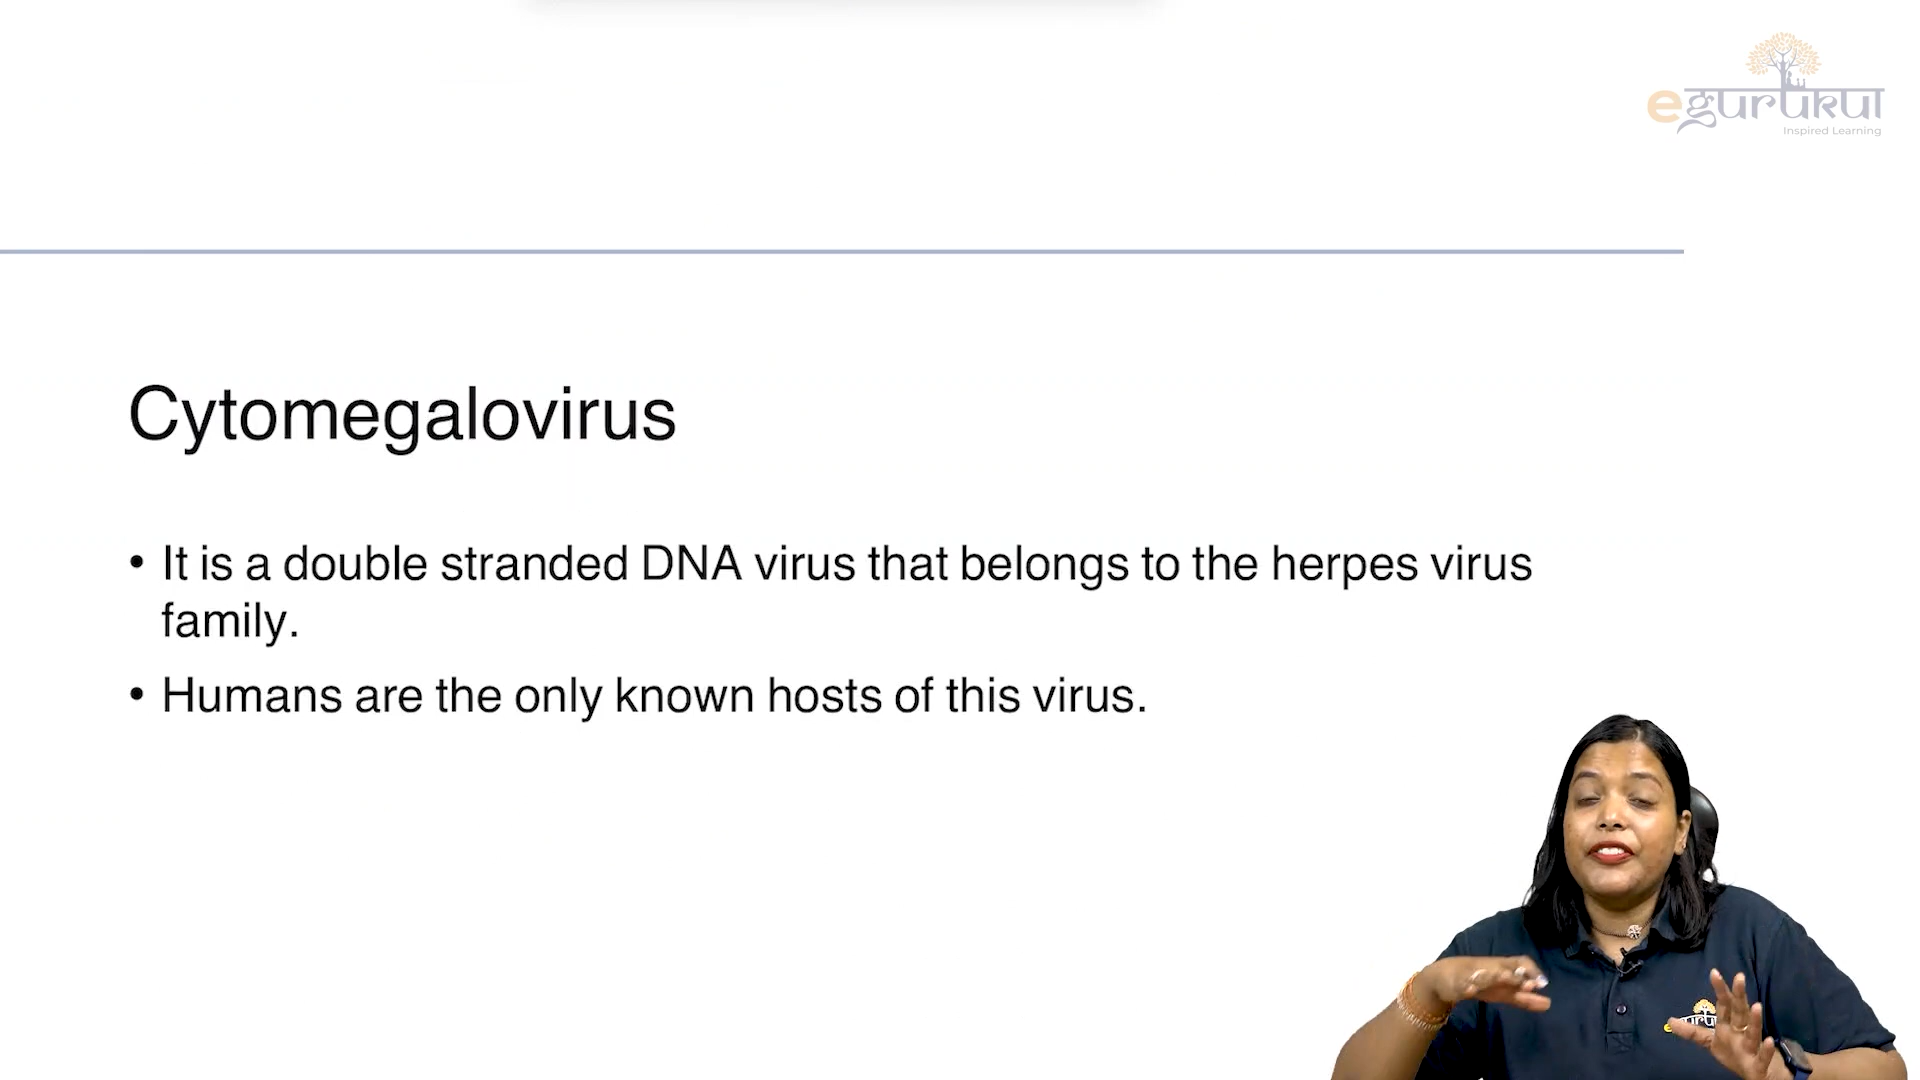 egurukul
Inspired Learning
Cytomegalovirus
• It is a double stranded DNA virus that belongs to the herpes virus
family.
• Humans are the only known hosts of this virus.